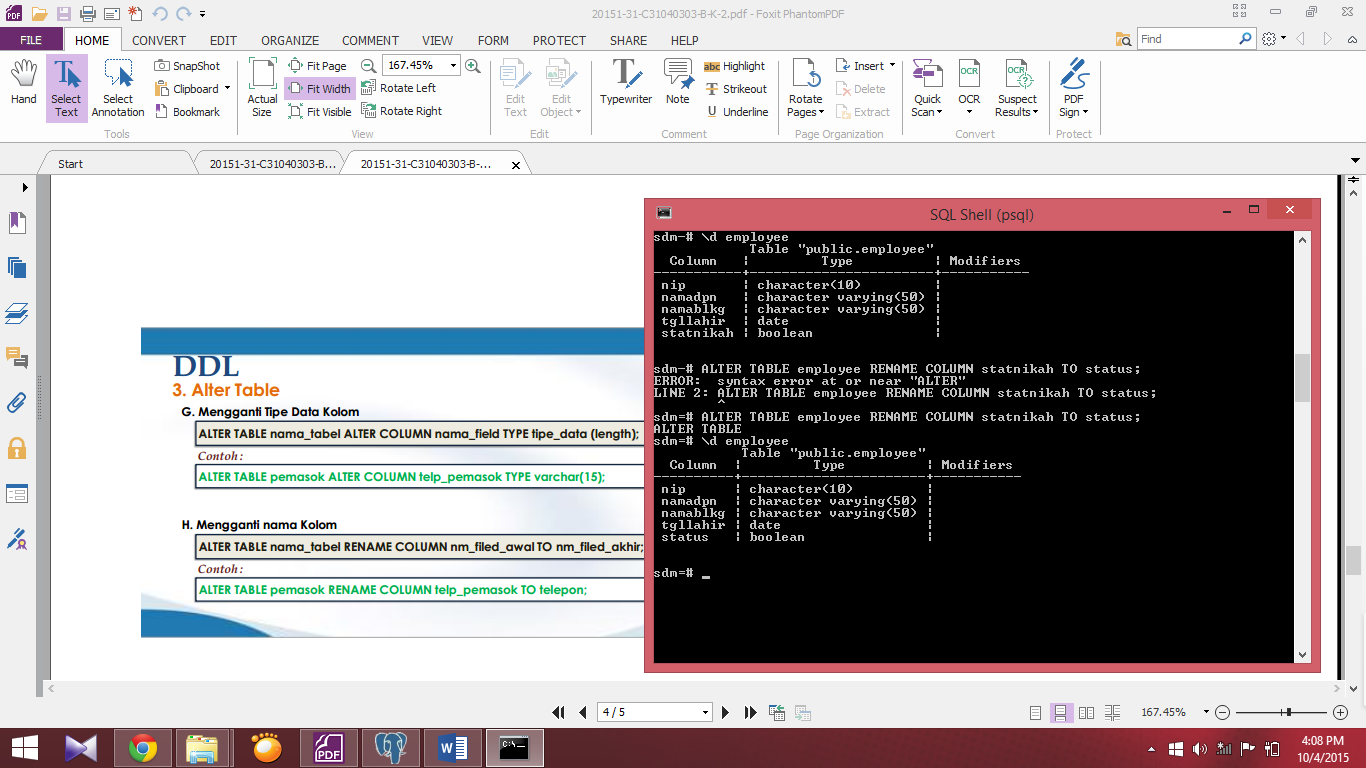 20151-31-C31040303-B-K-2.pdf - Foxit PhantomPDF
FILE HOME CONVERT EDIT ORGANIZE COMMENT VIEW FORM PROTECT SHARE HELP Find
Hand
Select Text
Select Annotation
SnapShot
Clipboard
Bookmark
Tools
Actual Size
Fit Page
Fit Width
Fit Visible
167.45%
Rotate Left
Rotate Right
View
Edit Text
Edit Object
Edit
Typewriter
Note
abc Highlight
Strikeout
U Underline
Comment
Rotate Pages
Insert
Delete
Extract
Page Organization
Quick Scan
OCR
OCR
OCR
Suspect Results
Convert
PDF Sign
Protect
Start
20151-31-C31040303-B...
20151-31-C31040303-B-...
DDL
3. Alter Table
G. Mengganti Tipe Data Kolom
ALTER TABLE nama_tabel ALTER COLUMN nama_field TYPE tipe_data (length);
Contoh :
ALTER TABLE pemasok ALTER COLUMN telp_pemasok TYPE varchar(15);
H. Mengganti nama Kolom
ALTER TABLE nama_tabel RENAME COLUMN nm_filed_awal TO nm_filed_akhir;
Contoh :
ALTER TABLE pemasok RENAME COLUMN telp_pemasok TO telepon;
SQL Shell (psql)
sdm-# \d employee
Table "public.employee"
Column | Type | Modifiers
-----------+-----------------------+-----------
nip | character(10) |
namadpn | character varying(50) |
namablkg | character varying(50) |
tgllahir | date |
statnikah | boolean |
sdm-# ALTER TABLE employee RENAME COLUMN statnikah TO status;
ERROR:  syntax error at or near "ALTER"
LINE 2: ALTER TABLE employee RENAME COLUMN statnikah TO status;
^
sdm=# ALTER TABLE employee RENAME COLUMN statnikah TO status;
ALTER TABLE
sdm=# \d employee
Table "public.employee"
Column | Type | Modifiers
----------+-----------------------+-----------
nip | character(10) |
namadpn | character varying(50) |
namablkg | character varying(50) |
tgllahir | date |
status | boolean |
sdm=# _
4 / 5
167.45%
PDF
W
C:\
4:08 PM
10/4/2015